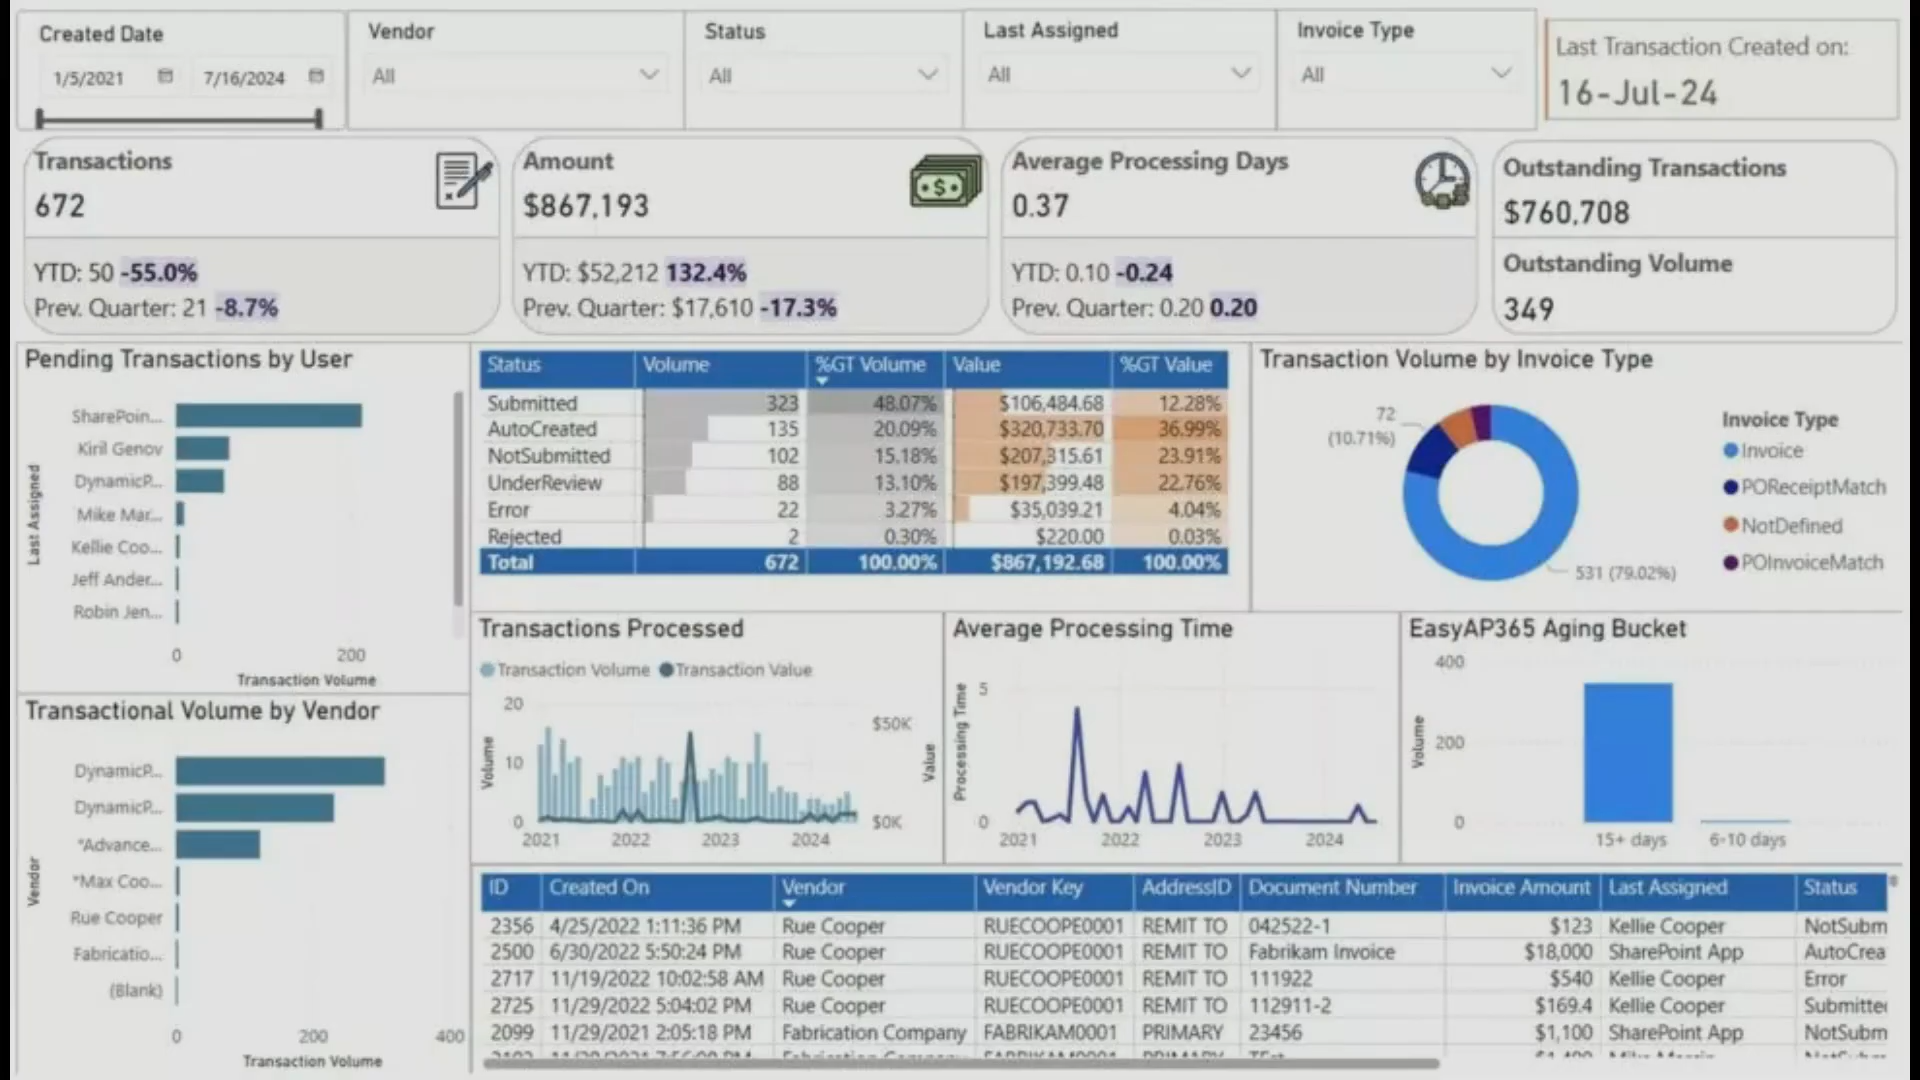 Created Date
1/5/2021 7/16/2024
Vendor
All
Status
All
Last Assigned
All
Invoice Type
All
Last Transaction Created on:
16-Jul-24
Transactions
672
YTD: 50 -55.0%
Prev. Quarter: 21 -8.7%
Amount
$867,193
YTD: $52,212 132.4%
Prev. Quarter: $17,610 -17.3%
Average Processing Days
0.37
YTD: 0.10 -0.24
Prev. Quarter: 0.20 0.20
Outstanding Transactions
$760,708
Outstanding Volume
349
Pending Transactions by User
Last Assigned
SharePoin...
Kiril Genov
DynamicP...
Mike Mar...
Kellie Coo...
Jeff Ander...
Robin Jen...
0 200
Transaction Volume
Status Volume %GT Volume Value %GT Value
Submitted 323 48.07% $106,484.68 12.28%
AutoCreated 135 20.09% $320,733.70 36.99%
NotSubmitted 102 15.18% $207,315.61 23.91%
UnderReview 88 13.10% $197,399.48 22.76%
Error 22 3.27% $35,039.21 4.04%
Rejected 2 0.30% $220.00 0.03%
Total 672 100.00% $867,192.68 100.00%
Transaction Volume by Invoice Type
72
(10.71%)
531 (79.02%)
Invoice Type
Invoice
POReceiptMatch
NotDefined
POInvoiceMatch
Transactional Volume by Vendor
Vendor
DynamicP...
DynamicP...
*Advance...
*Max Coo...
Rue Cooper
Fabricatio...
(Blank)
0 200 400
Transaction Volume
Transactions Processed
Transaction Volume Transaction Value
Volume
20
10
0
$50K
$0K
Value
2021 2022 2023 2024
Average Processing Time
Processing Time
5
0
2021 2022 2023 2024
EasyAP365 Aging Bucket
Volume
400
200
0
15+ days 6-10 days
ID Created On Vendor Vendor Key AddressID Document Number Invoice Amount Last Assigned Status
2356 4/25/2022 1:11:36 PM Rue Cooper RUECOOPE0001 REMIT TO 042522-1 $123 Kellie Cooper NotSubm
2500 6/30/2022 5:50:24 PM Rue Cooper RUECOOPE0001 REMIT TO Fabrikam Invoice $18,000 SharePoint App AutoCrea
2717 11/19/2022 10:02:58 AM Rue Cooper RUECOOPE0001 REMIT TO 111922 $540 Kellie Cooper Error
2725 11/29/2022 5:04:02 PM Rue Cooper RUECOOPE0001 REMIT TO 112911-2 $169.4 Kellie Cooper Submitte
2099 11/29/2021 2:05:18 PM Fabrication Company FABRIKAM0001 PRIMARY 23456 $1,100 SharePoint App NotSubm